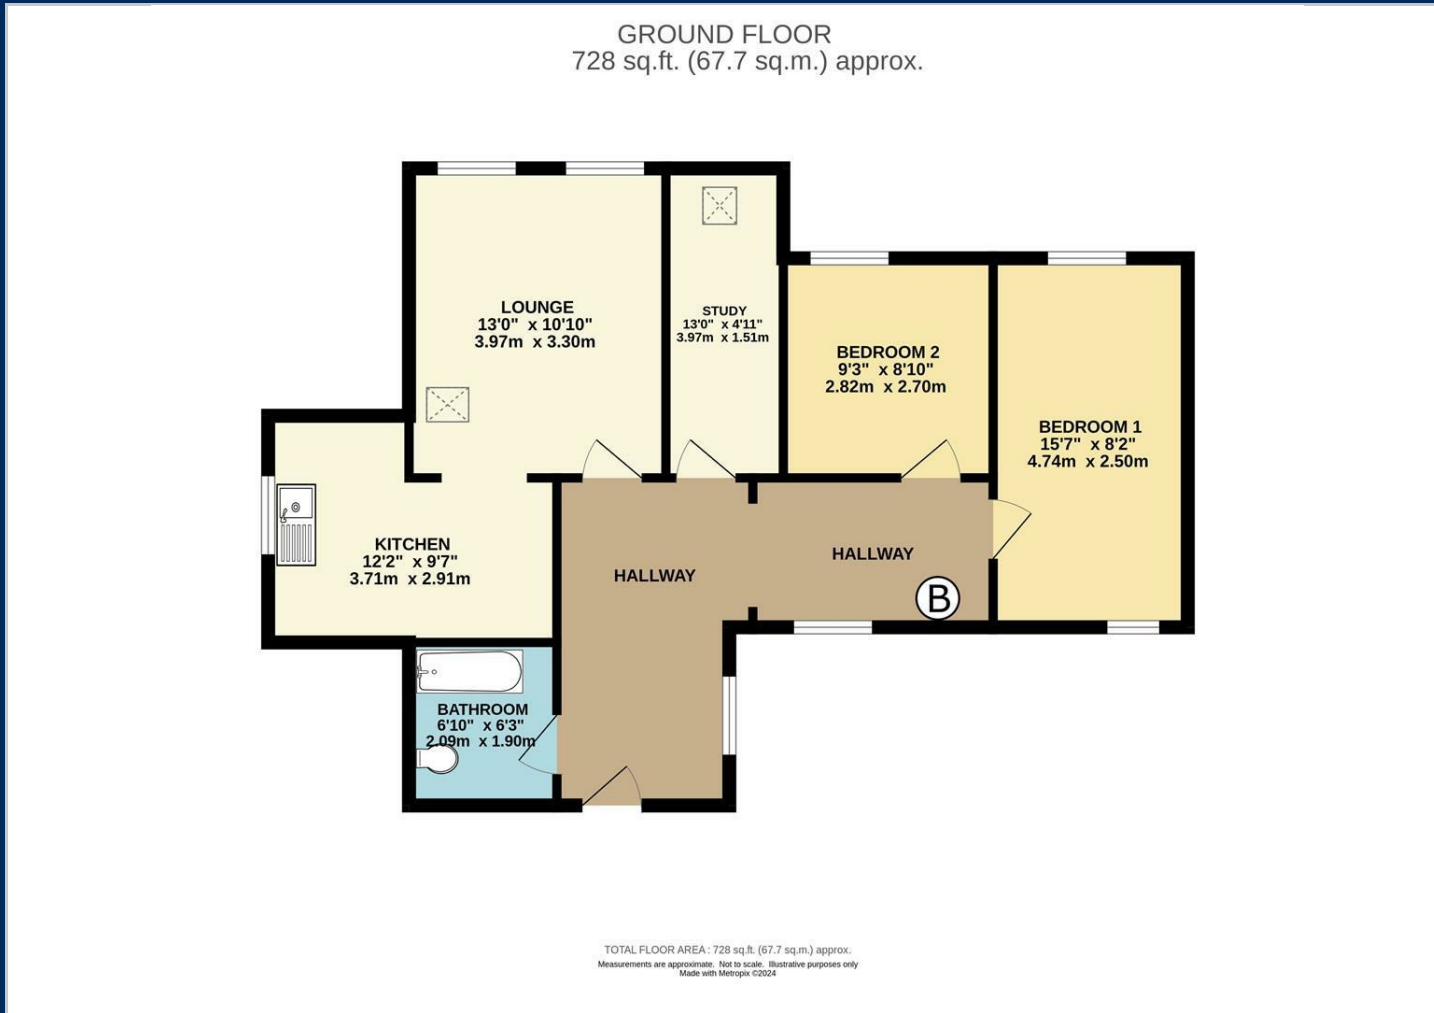 GROUND FLOOR
728 sq.ft. (67.7 sq.m.) approx.
LOUNGE
13'0" x 10'10"
3.97m x 3.30m
STUDY
13'0" x 4'11"
3.97m x 1.51m
BEDROOM 2
9'3" x 8'10"
2.82m x 2.70m
BEDROOM 1
15'7" x 8'2"
4.74m x 2.50m
KITCHEN
12'2" x 9'7"
3.71m x 2.91m
HALLWAY
HALLWAY
B
BATHROOM
6'10" x 6'3"
2.09m x 1.90m
TOTAL FLOOR AREA : 728 sq.ft. (67.7 sq.m.) approx.
Measurements are approximate. Not to scale. Illustrative purposes only
Made with Metropix ©2024